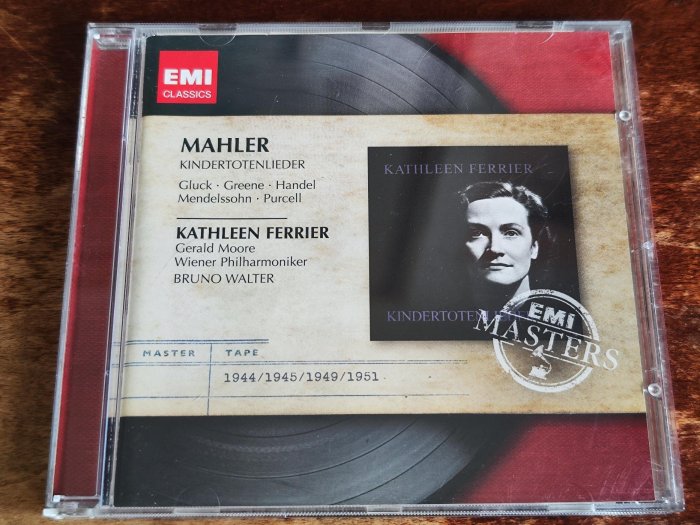 EMI
CLASSICS
MAHLER
KINDERTOTENLIEDER
Gluck · Greene · Handel
Mendelssohn · Purcell
KATHLEEN FERRIER
Gerald Moore
Wiener Philharmoniker
BRUNO WALTER
KATHLEEN FERRIER
KINDERTOTENLIEDER
EMI
MASTERS
MASTER TAPE
1944/1945/1949/1951